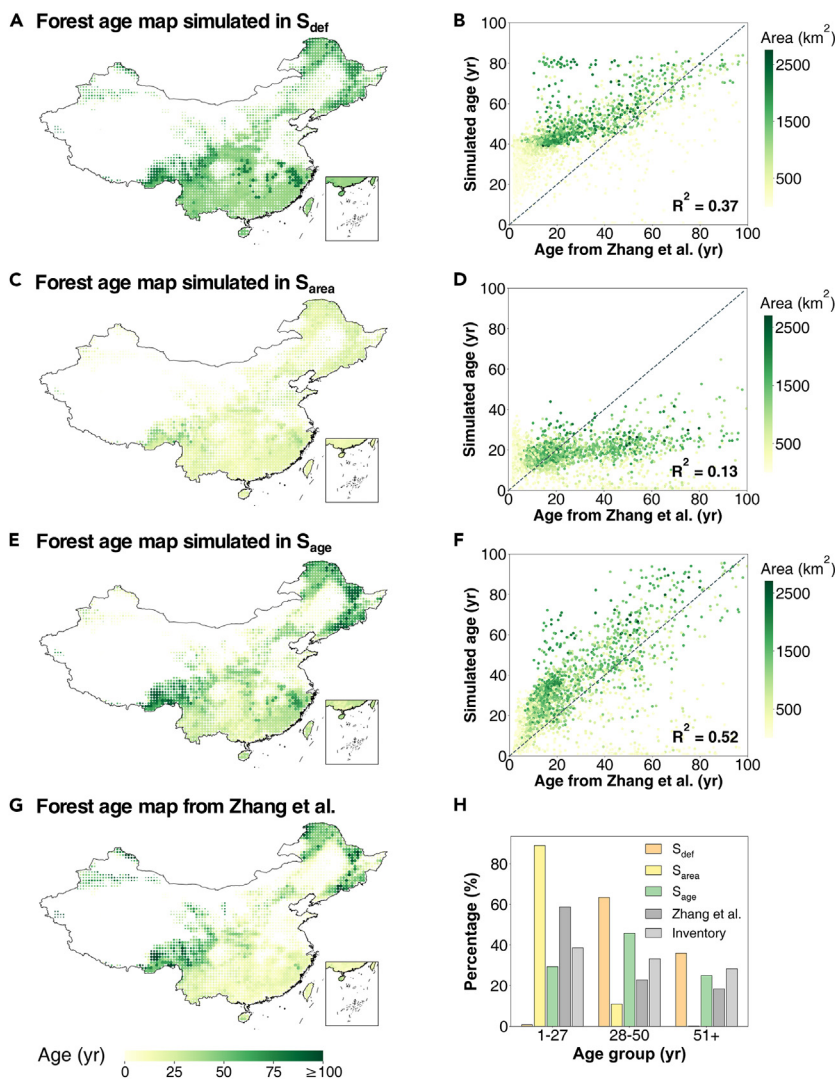 A Forest age map simulated in S_def
B
Area (km²)
100
80
60
40
20
0
Simulated age (yr)
R² = 0.37
0 20 40 60 80 100
Age from Zhang et al. (yr)
2500
1500
500
C Forest age map simulated in S_area
D
Area (km²)
100
80
60
40
20
0
Simulated age (yr)
R² = 0.13
0 20 40 60 80 100
Age from Zhang et al. (yr)
2500
1500
500
E Forest age map simulated in S_age
F
Area (km²)
100
80
60
40
20
0
Simulated age (yr)
R² = 0.52
0 20 40 60 80 100
Age from Zhang et al. (yr)
2500
1500
500
G Forest age map from Zhang et al.
Age (yr)
0 25 50 75 ≥100
H
80
60
40
20
0
Percentage (%)
S_def
S_area
S_age
Zhang et al.
Inventory
1-27 28-50 51+
Age group (yr)